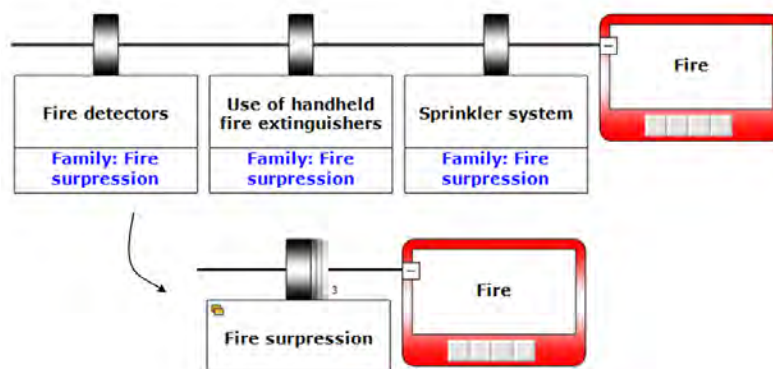 Fire detectors
Family: Fire
surpression
Use of handheld
fire extinguishers
Family: Fire
surpression
Sprinkler system
Family: Fire
surpression
Fire
3
Fire surpression
Fire